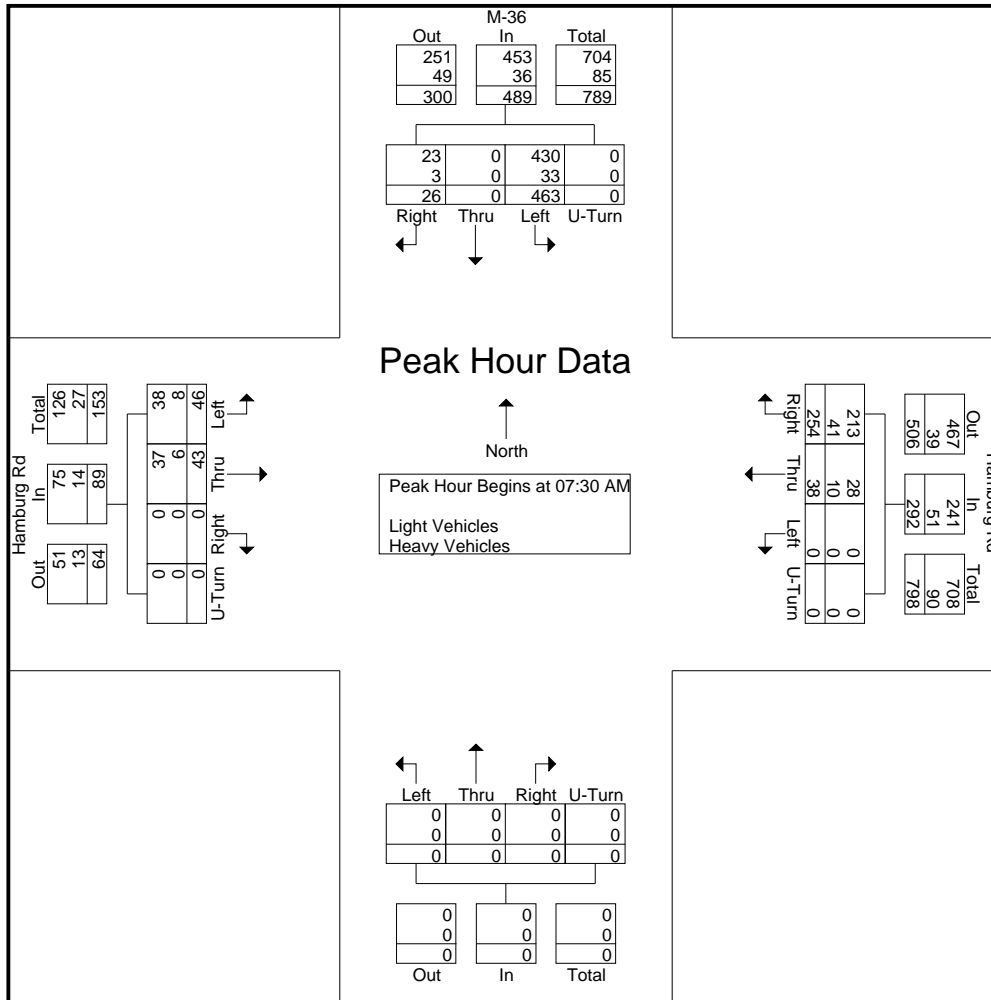 M-36
Out In Total
251 453 704
49 36 85
300 489 789
23 0 430 0
3 0 33 0
26 0 463 0
Right Thru Left U-Turn
Peak Hour Data
North
Peak Hour Begins at 07:30 AM
Light Vehicles
Heavy Vehicles
Hamburg Rd
Out In Total
51 75 126
13 14 27
64 89 153
U-Turn Right Thru Left
0 0 37 38
0 0 6 8
0 0 43 46
Hamburg Rd
Out In Total
467 241 708
39 51 90
506 292 798
213 28 0 0
41 10 0 0
254 38 0 0
Right Thru Left U-Turn
Left Thru Right U-Turn
0 0 0 0
0 0 0 0
0 0 0 0
0 0 0
0 0 0
0 0 0
Out In Total